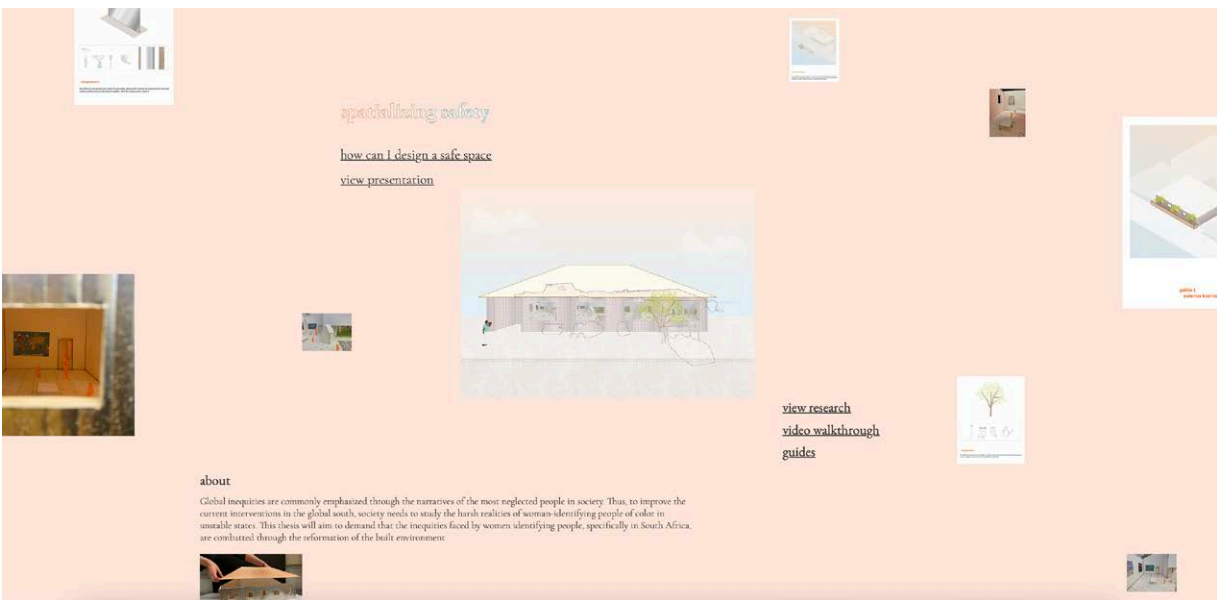 spatializing safety
how can I design a safe space
view presentation
view research
video walkthrough
guides
about
Global inequities are commonly emphasized through the narratives of the most neglected people in society. Thus, to improve the
current interventions in the global south, society needs to study the harsh realities of woman-identifying people of color in
unstable states. This thesis will aim to demand that the inequities faced by women identifying people, specifically in South Africa,
are combatted through the reformation of the built environment